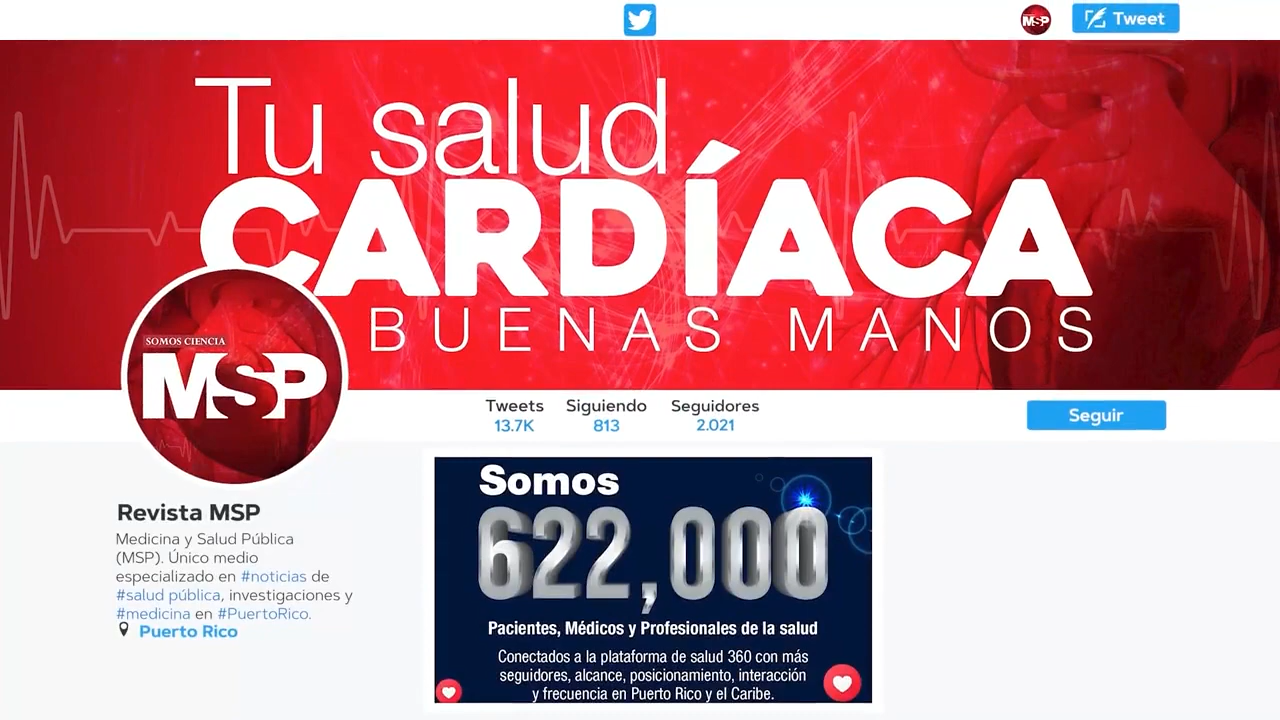 MSP
Tweet
Tu salud
CARDÍACA
BUENAS MANOS
SOMOS CIENCIA
MSP
Tweets
13.7K
Siguiendo
813
Seguidores
2.021
Seguir
Revista MSP
Medicina y Salud Pública
(MSP). Único medio
especializado en #noticias de
#salud pública, investigaciones y
#medicina en #PuertoRico.
Puerto Rico
Somos
622,000
Pacientes, Médicos y Profesionales de la salud
Conectados a la plataforma de salud 360 con más
seguidores, alcance, posicionamiento, interacción
y frecuencia en Puerto Rico y el Caribe.